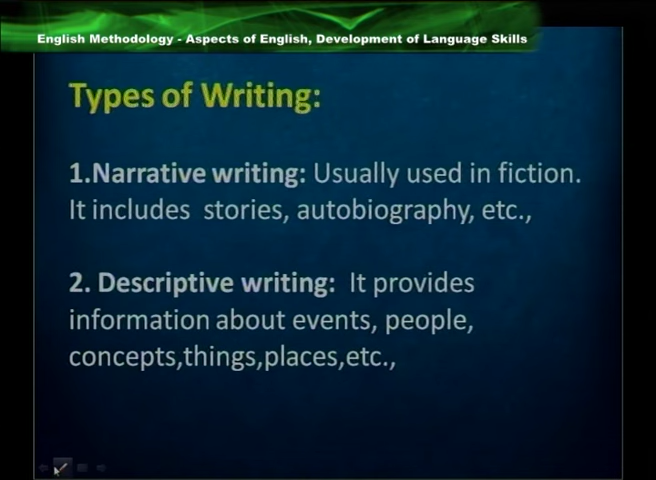 English Methodology - Aspects of English, Development of Language Skills
Types of Writing:
1.Narrative writing: Usually used in fiction.
It includes stories, autobiography, etc.,
2. Descriptive writing: It provides
information about events, people,
concepts,things,places,etc.,